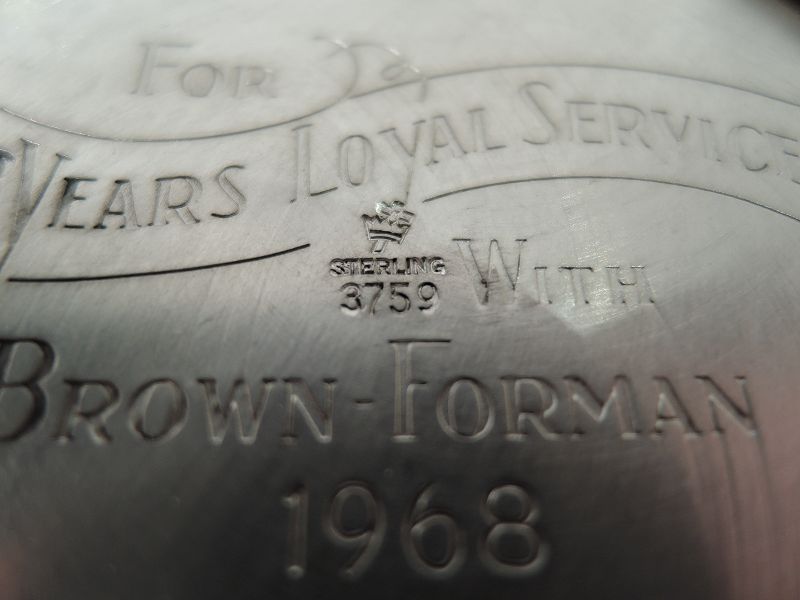 For
Years Loyal Service
STERLING
3759
With
Brown-Forman
1968